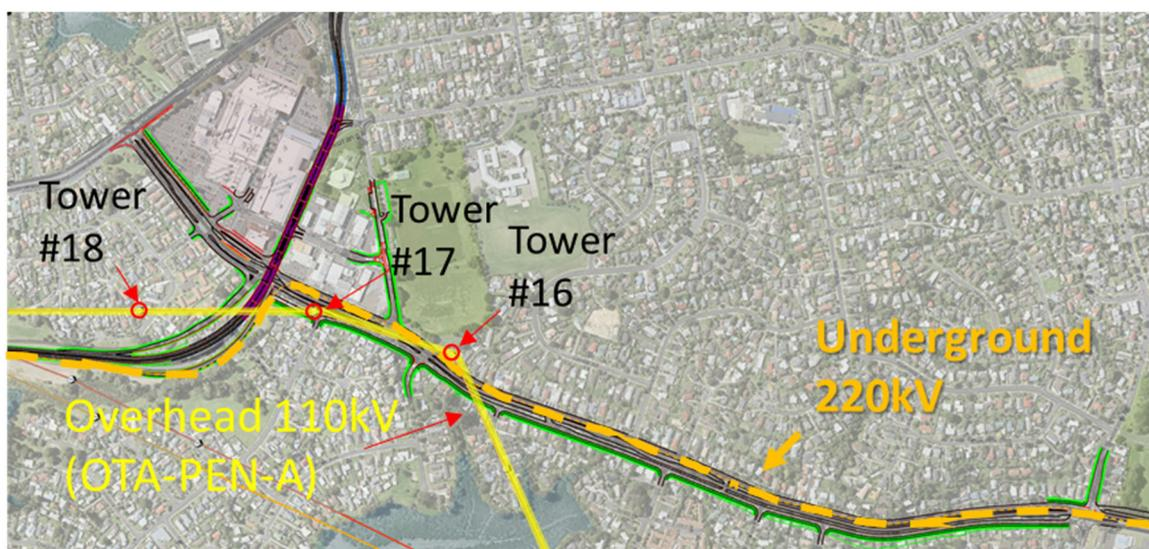 Tower
#18
Tower
#17
Tower
#16
Underground
220kV
Overhead 110kV
(OTA-PEN-A)